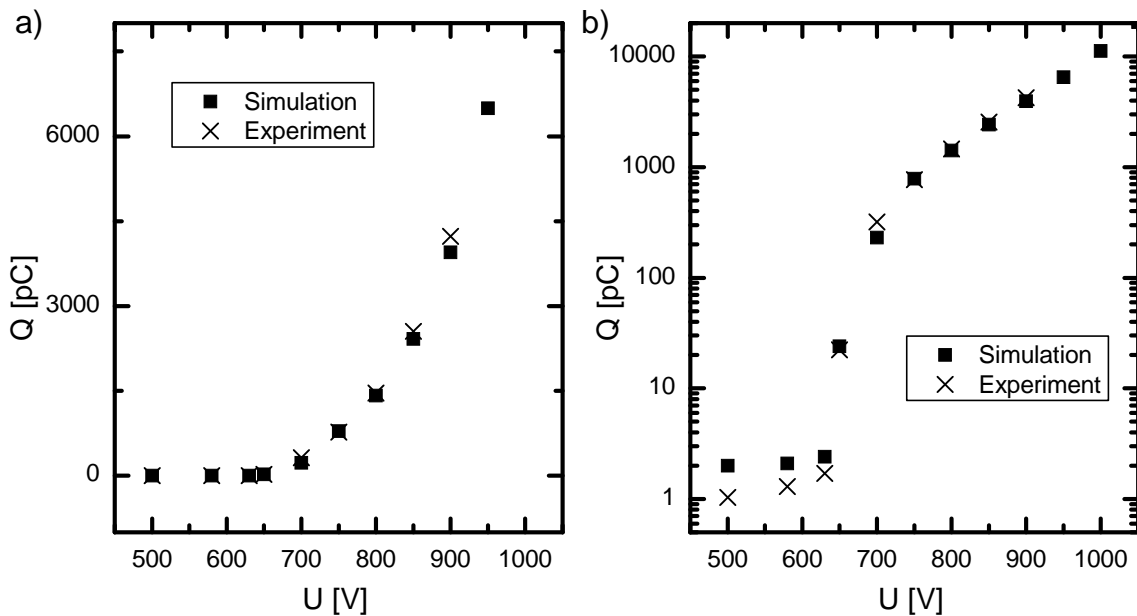 a)
Q [pC]
6000
3000
0
Simulation
Experiment
500 600 700 800 900 1000
U [V]
b)
Q [pC]
10000
1000
100
10
1
Simulation
Experiment
500 600 700 800 900 1000
U [V]